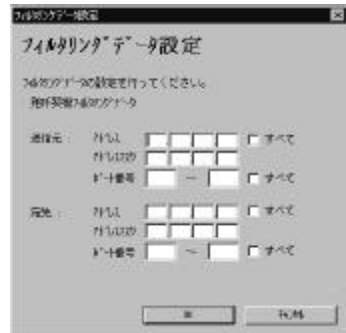 フィルタリングデータ設定
フィルタリングデータ設定
フィルタリングデータの設定を行ってください。
送信元： アドレス すべて
アドレスマスク
ポート番号 ～ すべて
宛先： アドレス すべて
アドレスマスク
ポート番号 ～ すべて
OK キャンセル